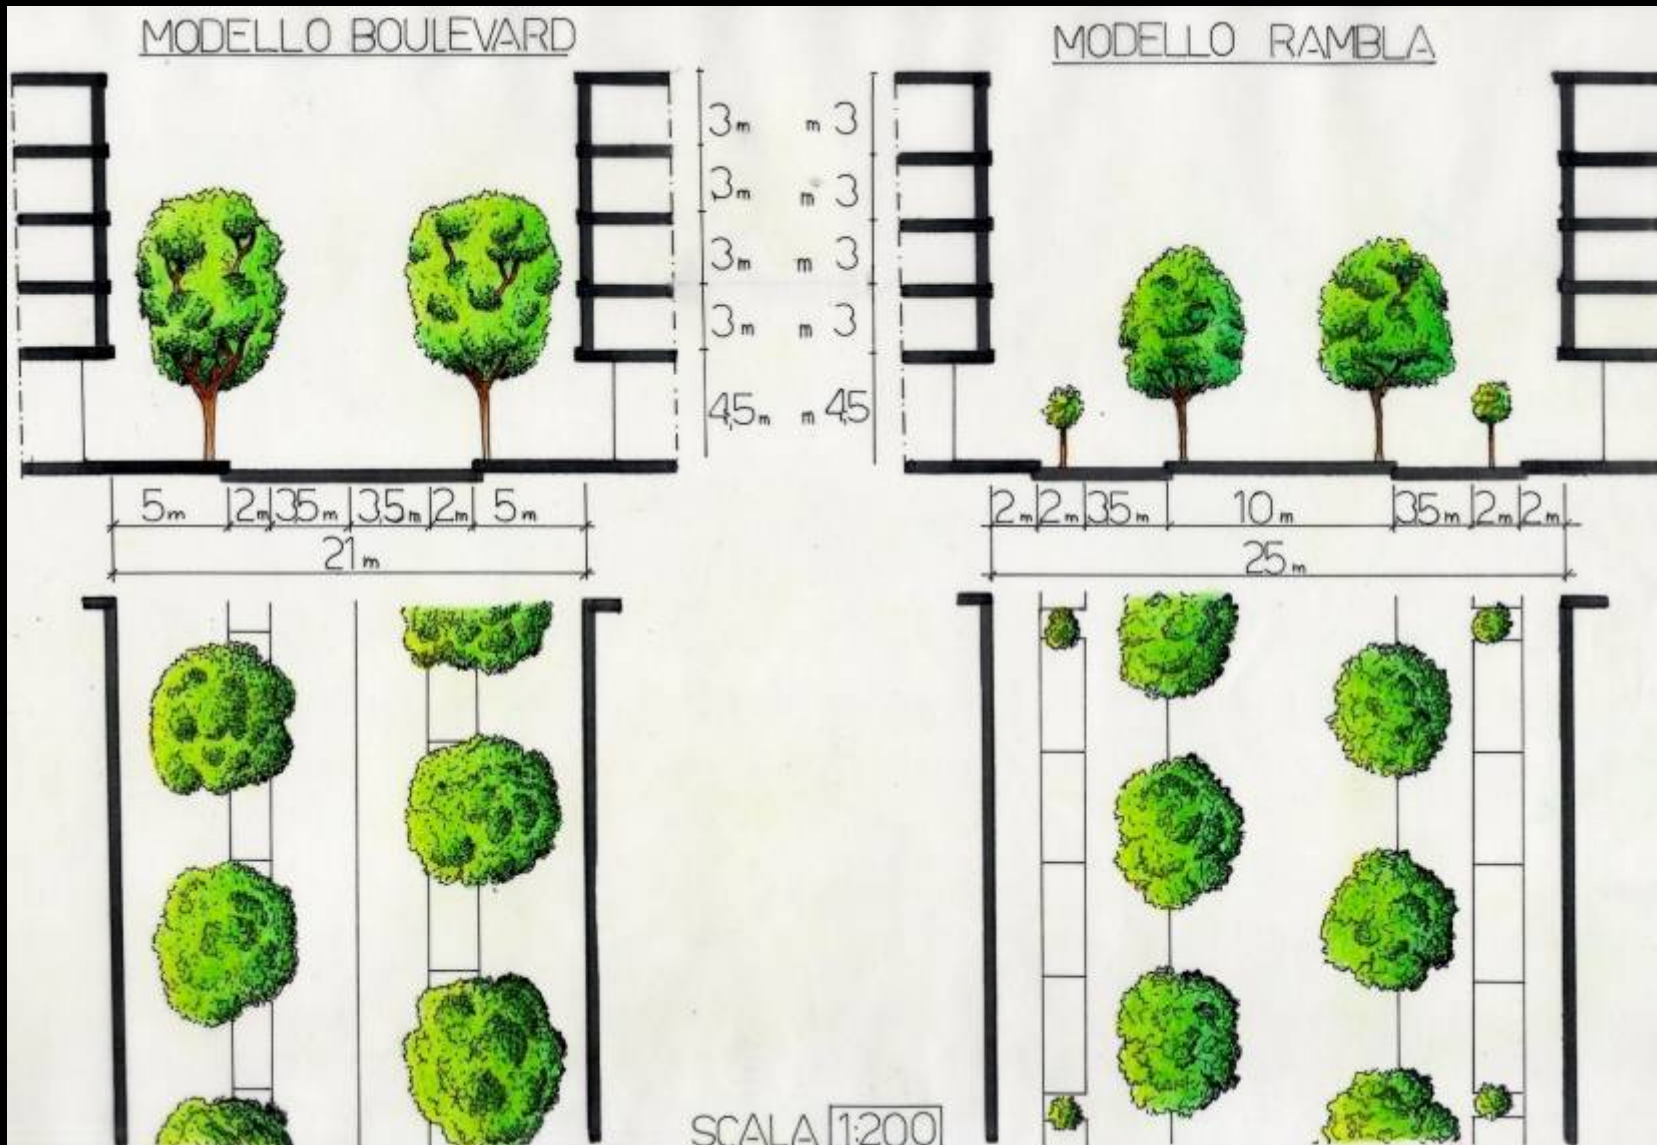 MODELLO BOULEVARD
MODELLO RAMBLA
3m m 3
3m m 3
3m m 3
3m m 3
4,5m m 4,5
5m 2m 3,5m 3,5m 2m 5m
21m
2m 2m 3,5m 10m 3,5m 2m 2m
25m
SCALA 1:200